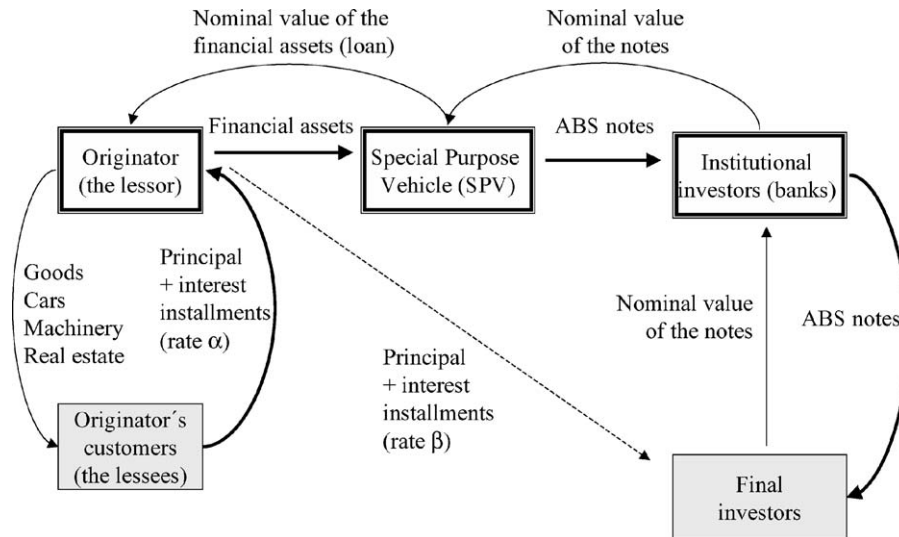 Nominal value of the
financial assets (loan)
Nominal value
of the notes
Financial assets
ABS notes
Originator
(the lessor)
Special Purpose
Vehicle (SPV)
Institutional
investors (banks)
Goods
Cars
Machinery
Real estate
Principal
+ interest
installments
(rate α)
Principal
+ interest
installments
(rate β)
Nominal value
of the notes
ABS notes
Originator´s
customers
(the lessees)
Final
investors